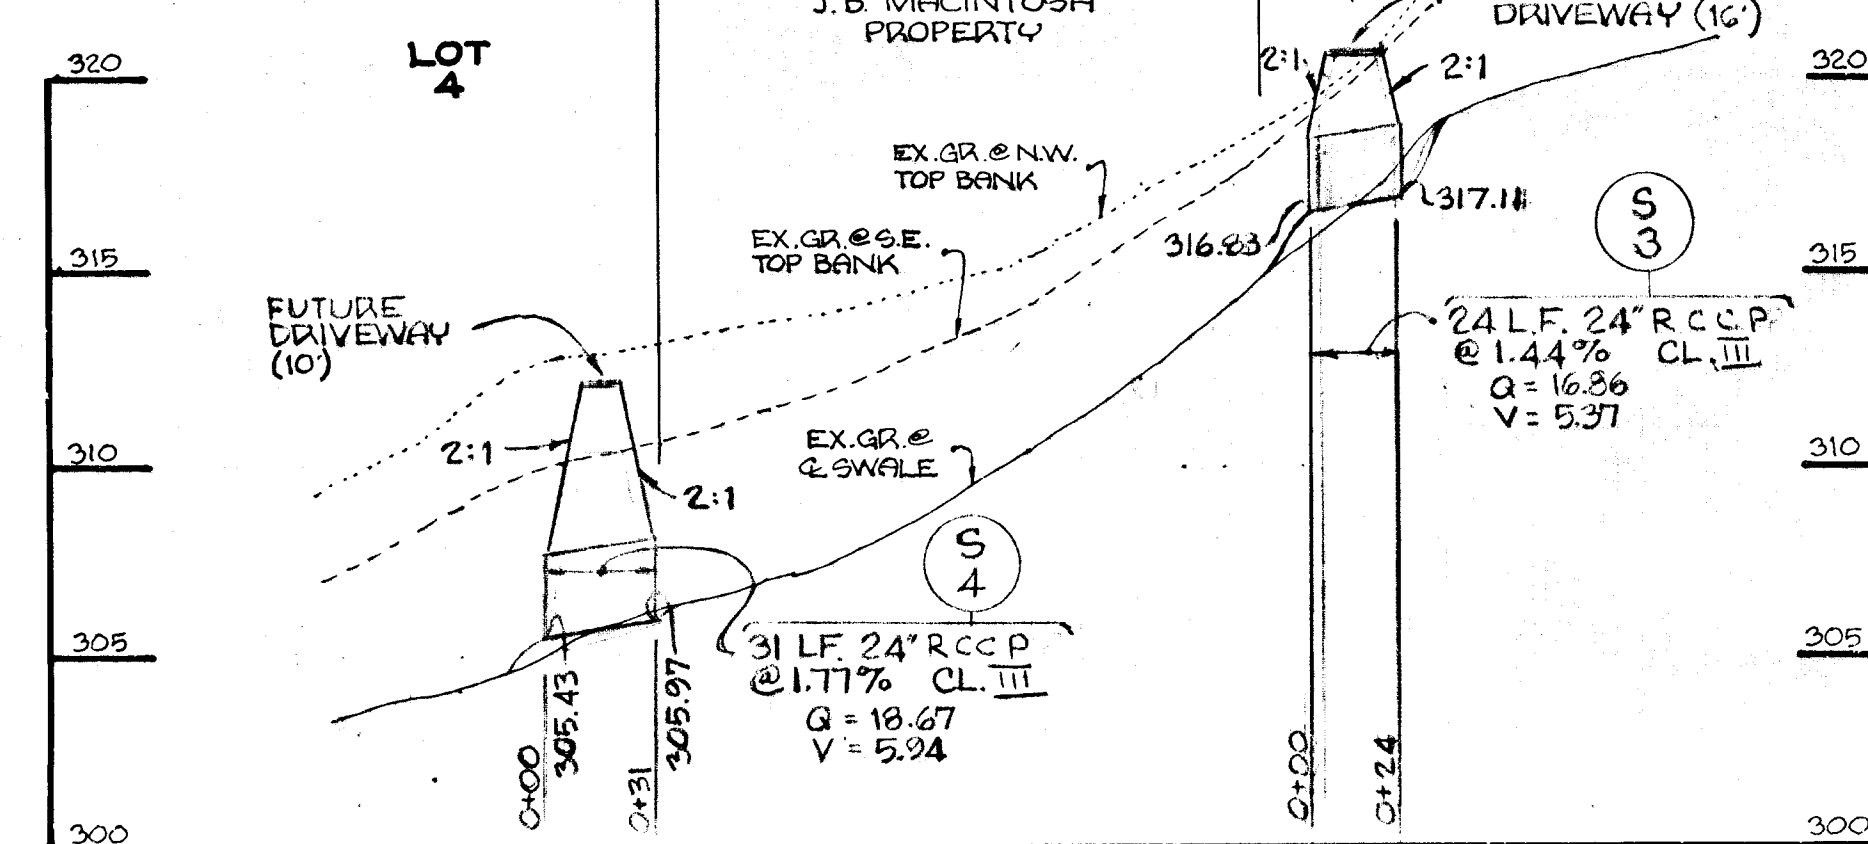 J.B. MACINTOSH
PROPERTY
DRIVEWAY (16')
LOT
4
320
2:1
2:1
320
EX.GR.@ N.W.
TOP BANK
317.11
S
3
EX.GR.@ S.E.
TOP BANK
316.83
315
315
FUTURE
DRIVEWAY
(10')
24 L.F. 24" R C C P
@ 1.44% CL. III
Q = 16.86
V = 5.37
2:1
310
310
EX.GR.@
℄ SWALE
2:1
S
4
305
305
31 LF. 24" R C C P
@ 1.77% CL. III
Q = 18.67
V = 5.94
0+00
305.43
0+31
305.97
0+00
0+24
300
300